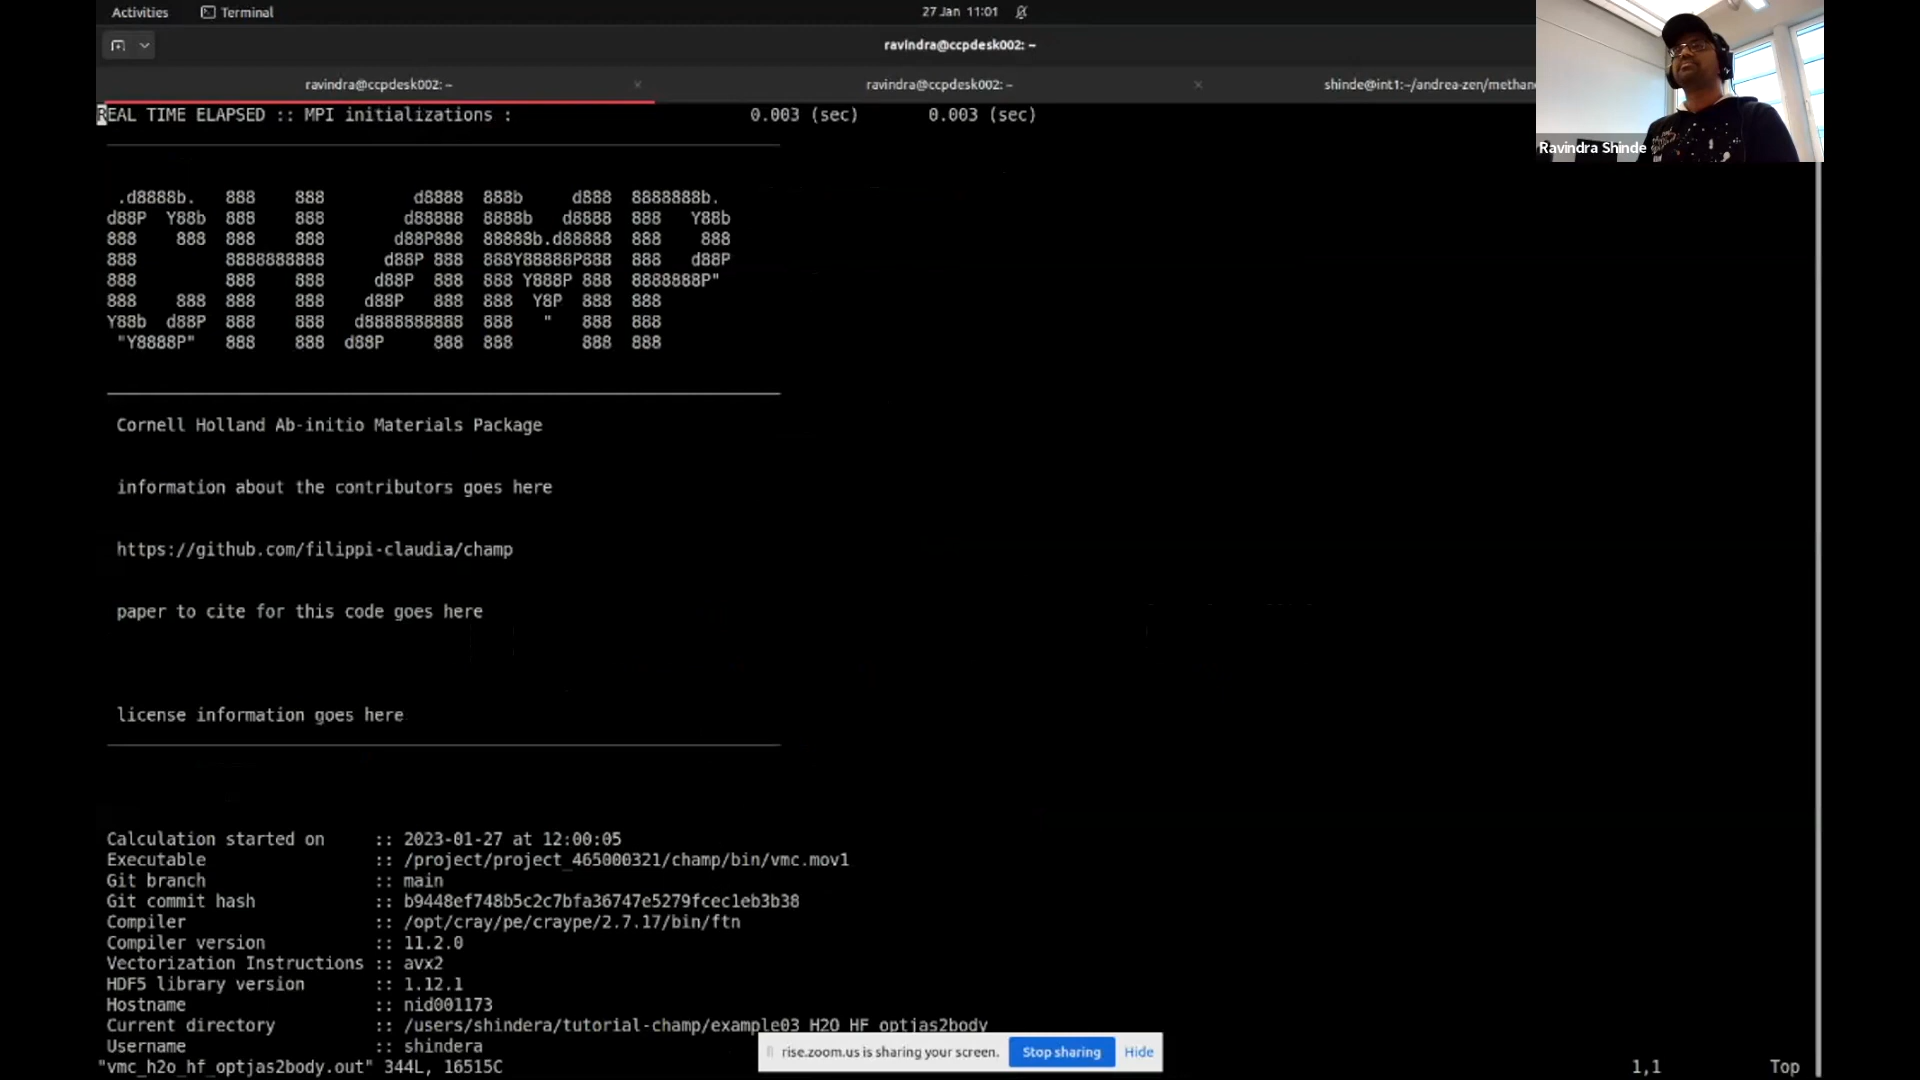 Activities Terminal 27 Jan 11:01
ravindra@ccpdesk002: ~
ravindra@ccpdesk002: ~ × ravindra@ccpdesk002: ~ × shinde@int1:~/andrea-zen/methan
REAL TIME ELAPSED :: MPI initializations : 0.003 (sec) 0.003 (sec)
.d8888b. 888 888 d8888 888b d888 8888888b.
d88P Y88b 888 888 d88888 8888b d8888 888 Y88b
888 888 888 888 d88P888 88888b.d88888 888 888
888 8888888888 d88P 888 888Y88888P888 888 d88P
888 888 888 d88P 888 888 Y888P 888 8888888P"
888 888 888 888 d88P 888 888 Y8P 888 888
Y88b d88P 888 888 d8888888888 888 " 888 888
"Y8888P" 888 888 d88P 888 888 888 888
Cornell Holland Ab-initio Materials Package
information about the contributors goes here
https://github.com/filippi-claudia/champ
paper to cite for this code goes here
license information goes here
Calculation started on :: 2023-01-27 at 12:00:05
Executable :: /project/project_465000321/champ/bin/vmc.mov1
Git branch :: main
Git commit hash :: b9448ef748b5c2c7bfa36747e5279fcec1eb3b38
Compiler :: /opt/cray/pe/craype/2.7.17/bin/ftn
Compiler version :: 11.2.0
Vectorization Instructions :: avx2
HDF5 library version :: 1.12.1
Hostname :: nid001173
Current directory :: /users/shindera/tutorial-champ/example03_H2O_HF_optjas2body
Username :: shindera
"vmc_h2o_hf_optjas2body.out" 344L, 16515C 1,1 Top
rise.zoom.us is sharing your screen. Stop sharing Hide
Ravindra Shinde